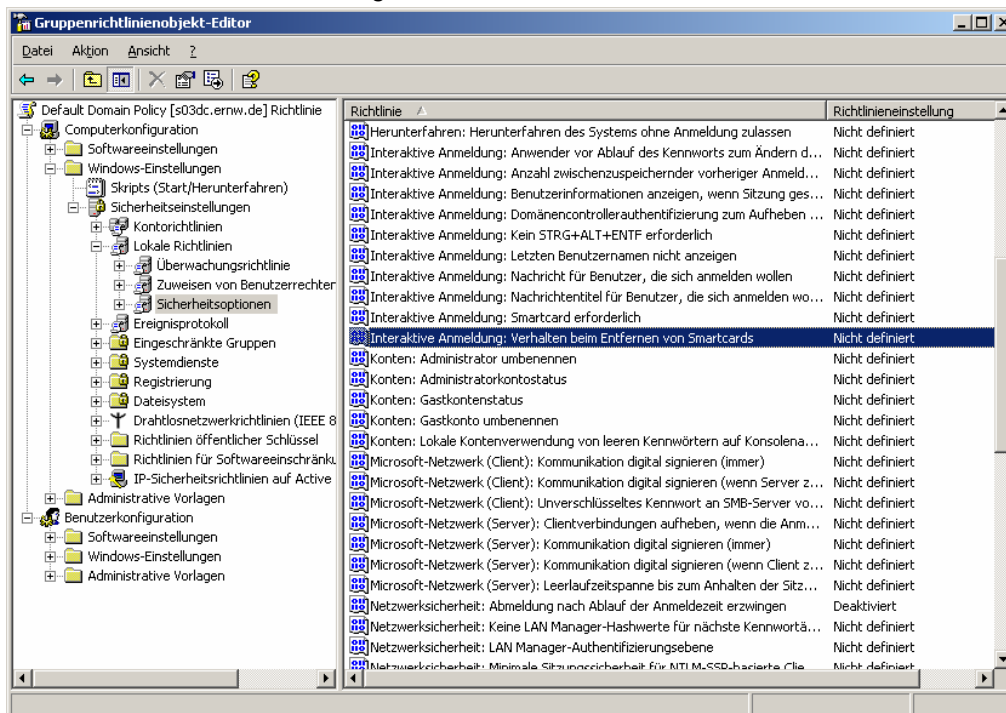 Gruppenrichtlinienobjekt-Editor
Datei Aktion Ansicht ?
Default Domain Policy [s03dc.ernw.de] Richtlinie
Computerkonfiguration
Softwareeinstellungen
Windows-Einstellungen
Skripts (Start/Herunterfahren)
Sicherheitseinstellungen
Kontorichtlinien
Lokale Richtlinien
Überwachungsrichtlinie
Zuweisen von Benutzerrechten
Sicherheitsoptionen
Ereignisprotokoll
Eingeschränkte Gruppen
Systemdienste
Registrierung
Dateisystem
Drahtlosnetzwerkrichtlinien (IEEE 8
Richtlinien öffentlicher Schlüssel
Richtlinien für Softwareeinschränku
IP-Sicherheitsrichtlinien auf Active
Administrative Vorlagen
Benutzerkonfiguration
Softwareeinstellungen
Windows-Einstellungen
Administrative Vorlagen
Richtlinie Richtlinieneinstellung
Herunterfahren: Herunterfahren des Systems ohne Anmeldung zulassen Nicht definiert
Interaktive Anmeldung: Anwender vor Ablauf des Kennworts zum Ändern d... Nicht definiert
Interaktive Anmeldung: Anzahl zwischenzuspeichernder vorheriger Anmeld... Nicht definiert
Interaktive Anmeldung: Benutzerinformationen anzeigen, wenn Sitzung ges... Nicht definiert
Interaktive Anmeldung: Domänencontrollerauthentifizierung zum Aufheben ... Nicht definiert
Interaktive Anmeldung: Kein STRG+ALT+ENTF erforderlich Nicht definiert
Interaktive Anmeldung: Letzten Benutzernamen nicht anzeigen Nicht definiert
Interaktive Anmeldung: Nachricht für Benutzer, die sich anmelden wollen Nicht definiert
Interaktive Anmeldung: Nachrichtentitel für Benutzer, die sich anmelden wo... Nicht definiert
Interaktive Anmeldung: Smartcard erforderlich Nicht definiert
Interaktive Anmeldung: Verhalten beim Entfernen von Smartcards Nicht definiert
Konten: Administrator umbenennen Nicht definiert
Konten: Administratorkontostatus Nicht definiert
Konten: Gastkontenstatus Nicht definiert
Konten: Gastkonto umbenennen Nicht definiert
Konten: Lokale Kontenverwendung von leeren Kennwörtern auf Konsolena... Nicht definiert
Microsoft-Netzwerk (Client): Kommunikation digital signieren (immer) Nicht definiert
Microsoft-Netzwerk (Client): Kommunikation digital signieren (wenn Server z... Nicht definiert
Microsoft-Netzwerk (Client): Unverschlüsseltes Kennwort an SMB-Server vo... Nicht definiert
Microsoft-Netzwerk (Server): Clientverbindungen aufheben, wenn die Anm... Nicht definiert
Microsoft-Netzwerk (Server): Kommunikation digital signieren (immer) Nicht definiert
Microsoft-Netzwerk (Server): Kommunikation digital signieren (wenn Client z... Nicht definiert
Microsoft-Netzwerk (Server): Leerlaufzeitspanne bis zum Anhalten der Sitz... Nicht definiert
Netzwerksicherheit: Abmeldung nach Ablauf der Anmeldezeit erzwingen Deaktiviert
Netzwerksicherheit: Keine LAN Manager-Hashwerte für nächste Kennwortä... Nicht definiert
Netzwerksicherheit: LAN Manager-Authentifizierungsebene Nicht definiert
Netzwerksicherheit: Minimale Sitzungssicherheit für NTLM-SSP-basierte Clie... Nicht definiert